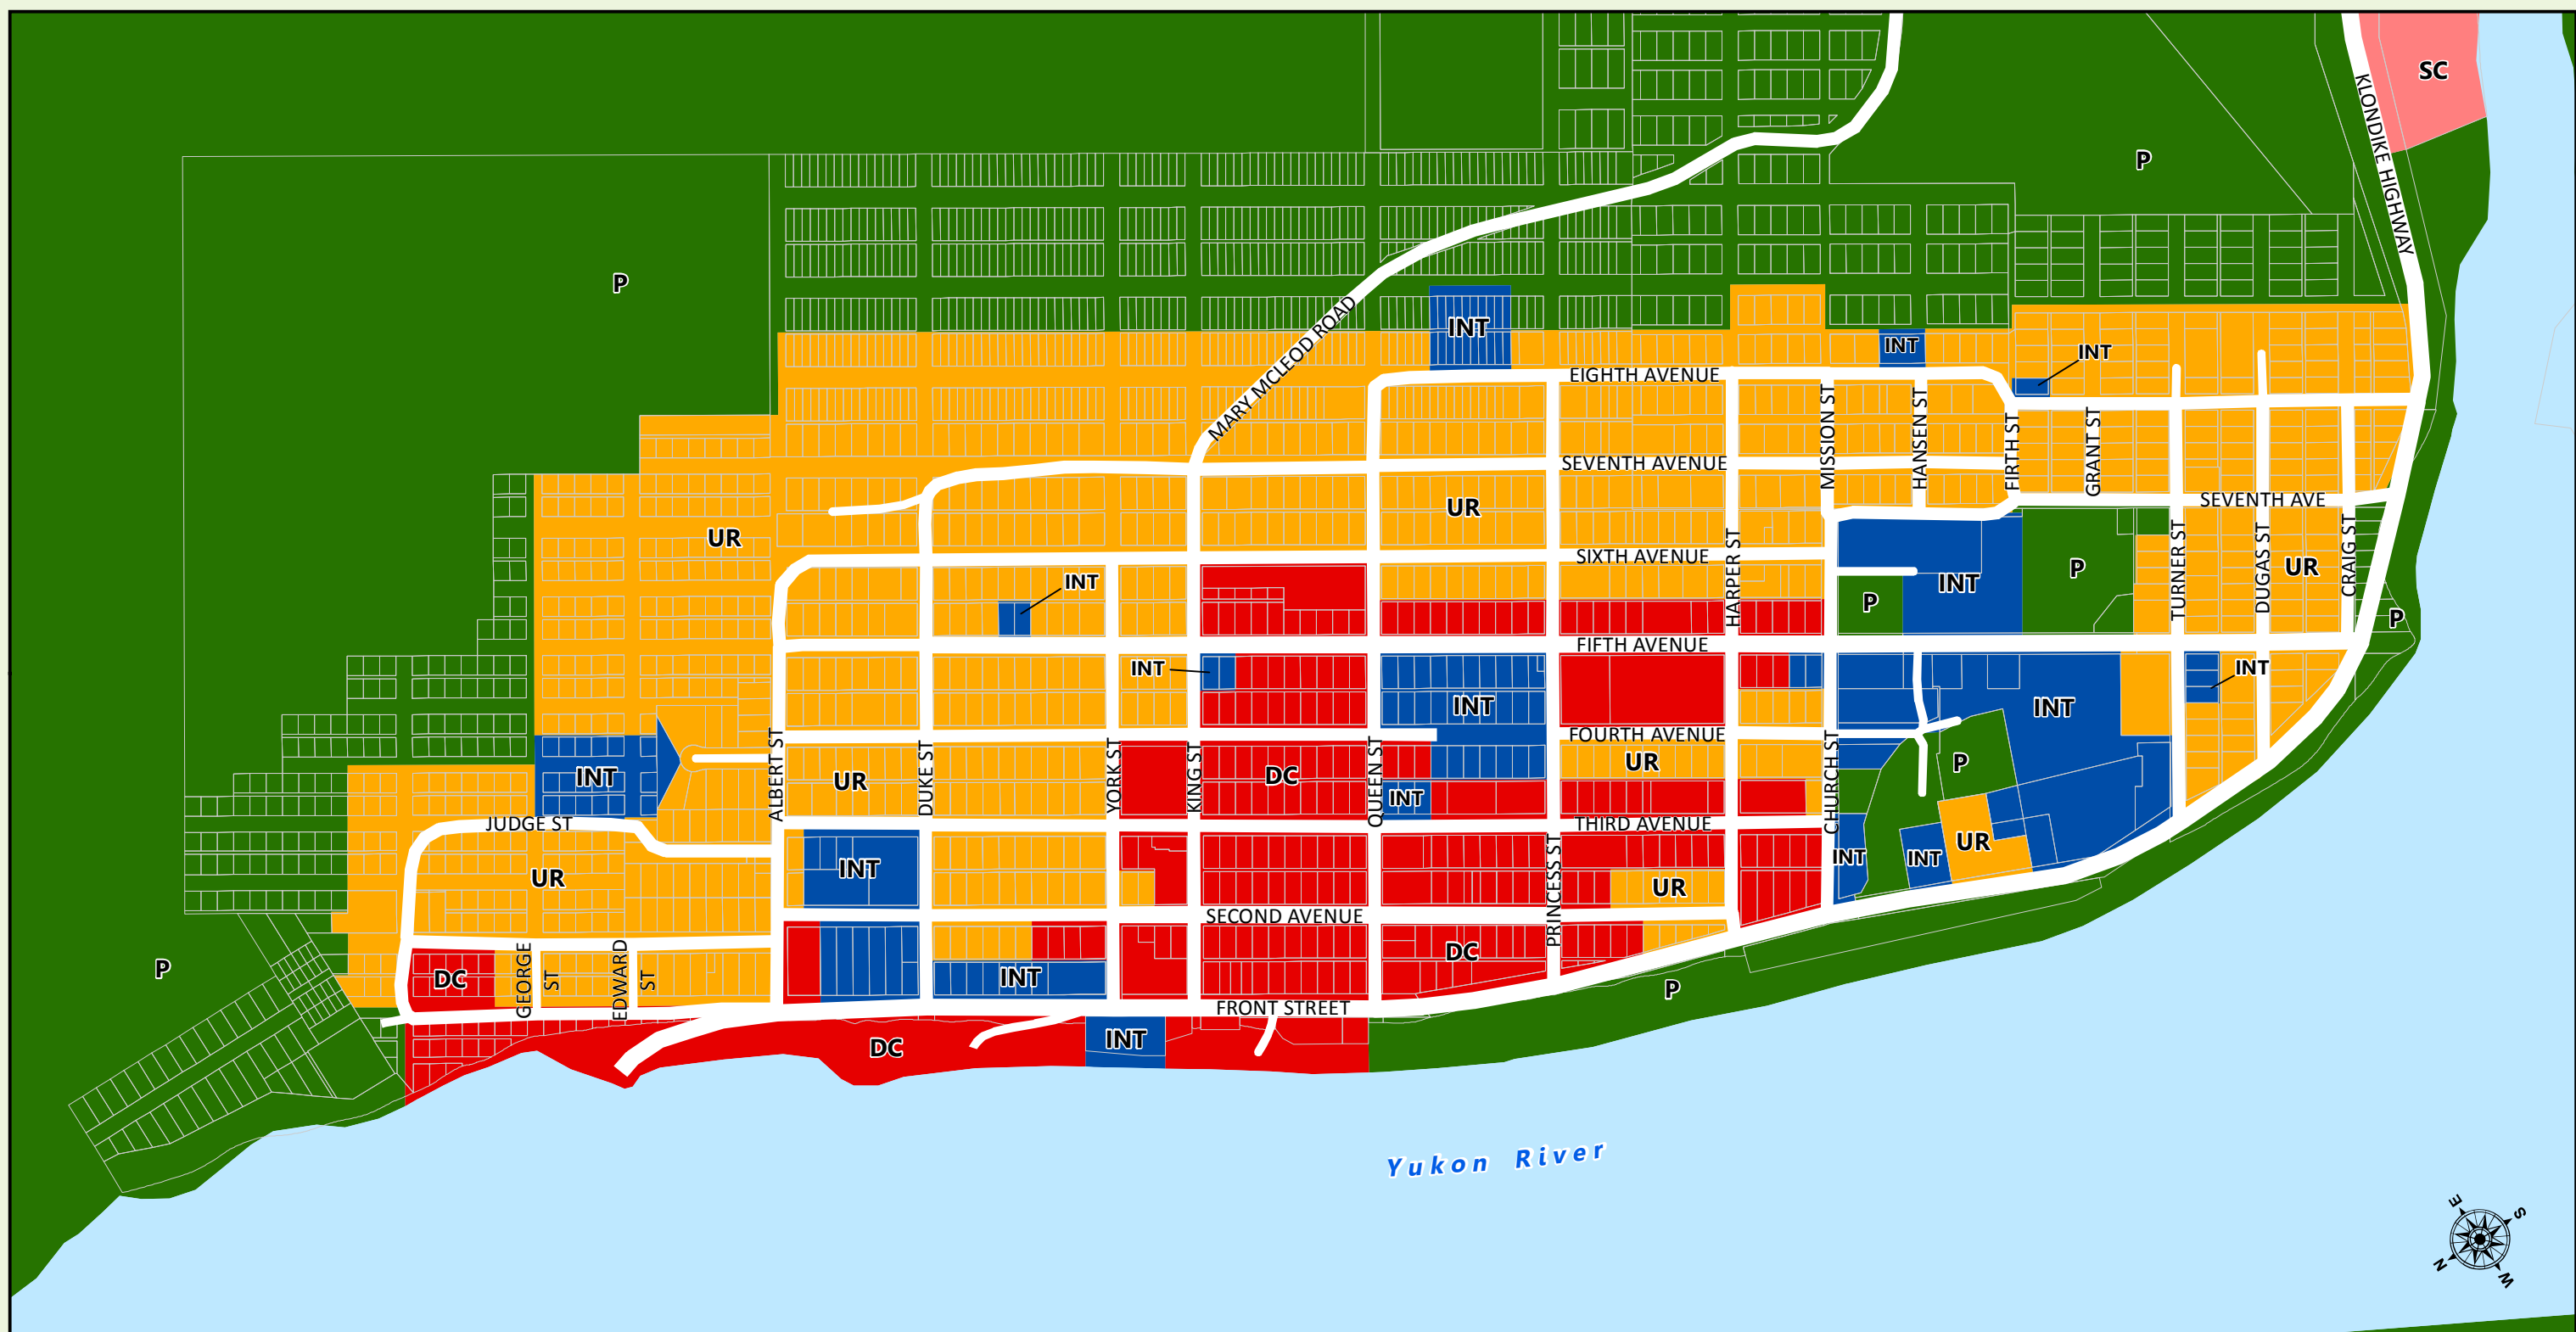 SC
KLONDIKE HIGHWAY
P
P
MARY MCLEOD ROAD
INT
INT
INT
EIGHTH AVENUE
MISSION ST
HANSEN ST
FIRTH ST
GRANT ST
SEVENTH AVENUE
SEVENTH AVE
UR
UR
SIXTH AVENUE
HARPER ST
INT
INT
P
P
TURNER ST
DUGAS ST
UR
CRAIG ST
P
FIFTH AVENUE
INT
INT
INT
INT
FOURTH AVENUE
P
INT
ALBERT ST
UR
DUKE ST
YORK ST
KING ST
DC
QUEEN ST
INT
UR
CHURCH ST
JUDGE ST
THIRD AVENUE
INT
UR
PRINCESS ST
UR
INT
INT
UR
SECOND AVENUE
P
DC
GEORGE ST
EDWARD ST
INT
DC
P
FRONT STREET
DC
INT
Yukon River
E
S
N
W